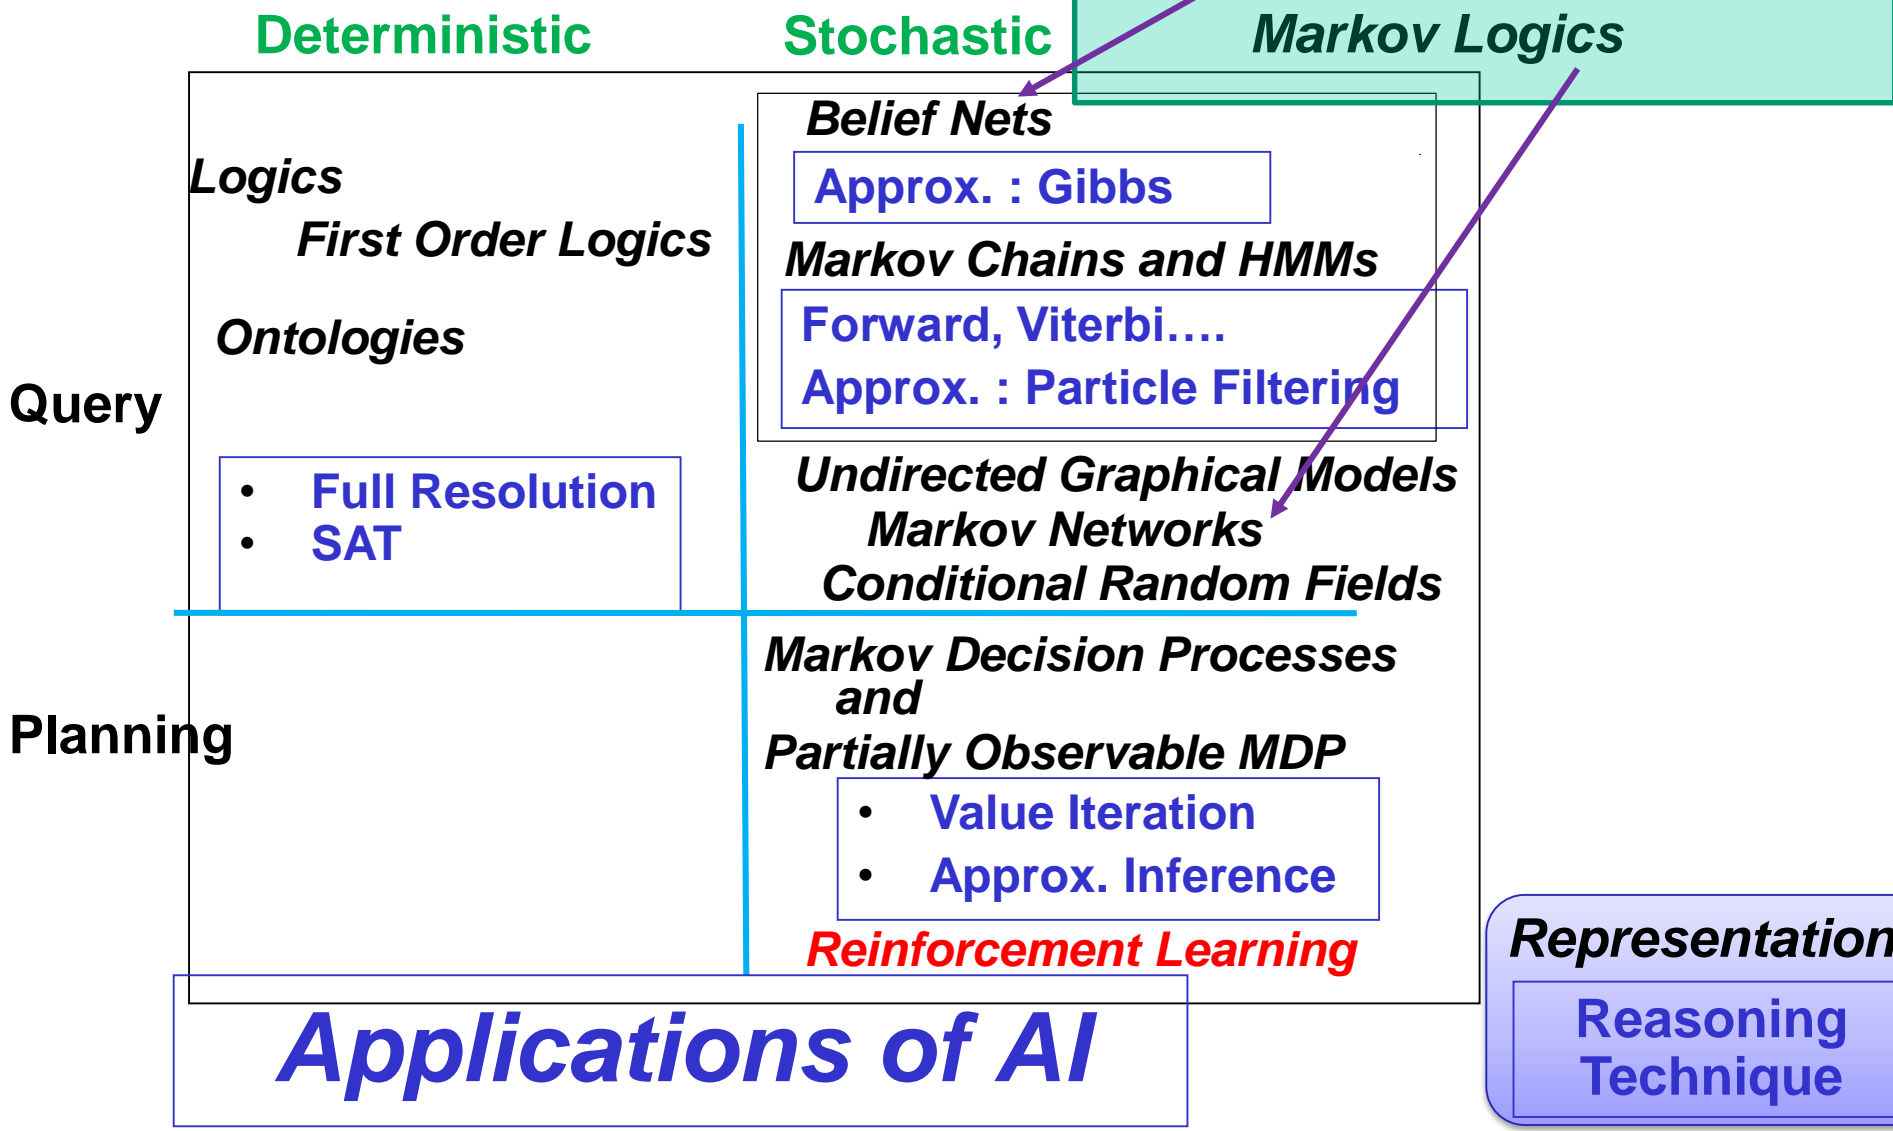 Deterministic
Stochastic
Markov Logics
Logics
First Order Logics
Ontologies
Query
• Full Resolution
• SAT
Belief Nets
Approx. : Gibbs
Markov Chains and HMMs
Forward, Viterbi….
Approx. : Particle Filtering
Undirected Graphical Models
Markov Networks
Conditional Random Fields
Planning
Markov Decision Processes
and
Partially Observable MDP
• Value Iteration
• Approx. Inference
Reinforcement Learning
Applications of AI
Representation
Reasoning
Technique